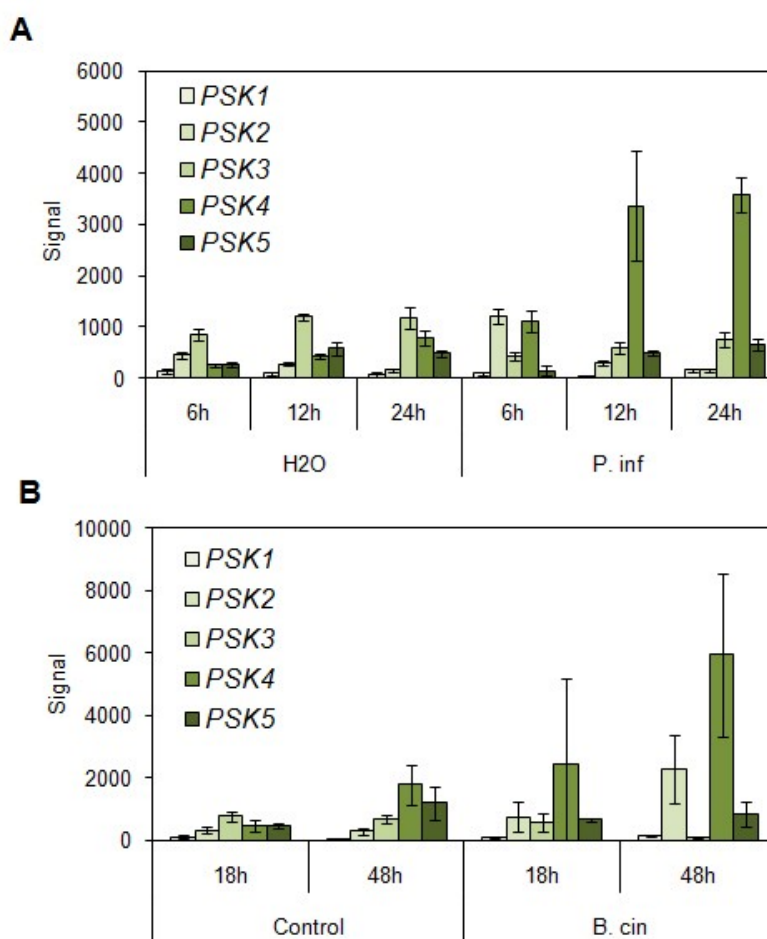 A
6000
5000
4000
3000
2000
1000
0
Signal
PSK1
PSK2
PSK3
PSK4
PSK5
6h 12h 24h 6h 12h 24h
H2O P. inf
B
10000
8000
6000
4000
2000
0
Signal
PSK1
PSK2
PSK3
PSK4
PSK5
18h 48h 18h 48h
Control B. cin